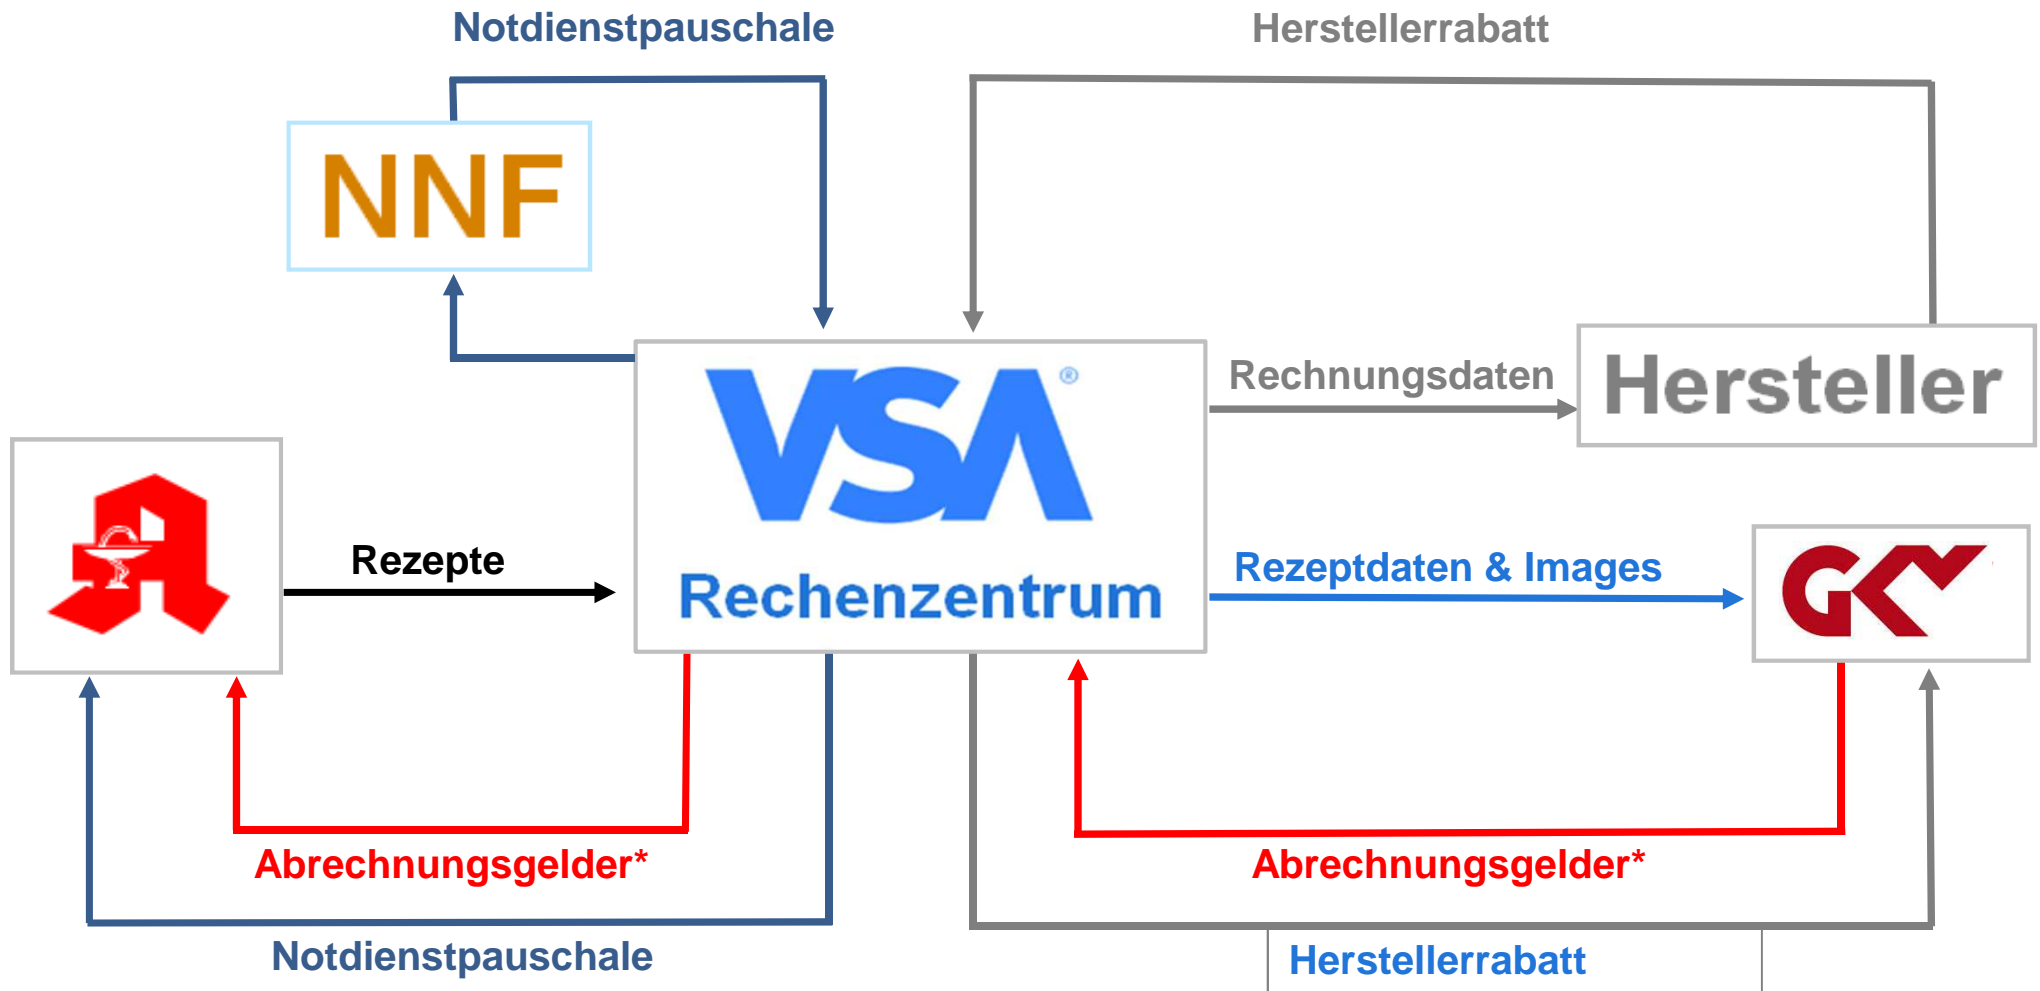 Notdienstpauschale
Herstellerrabatt
NNF
VSA®
Rechnungsdaten
Hersteller
Rezepte
Rechenzentrum
Rezeptdaten & Images
GKV
Abrechnungsgelder*
Abrechnungsgelder*
Notdienstpauschale
Herstellerrabatt